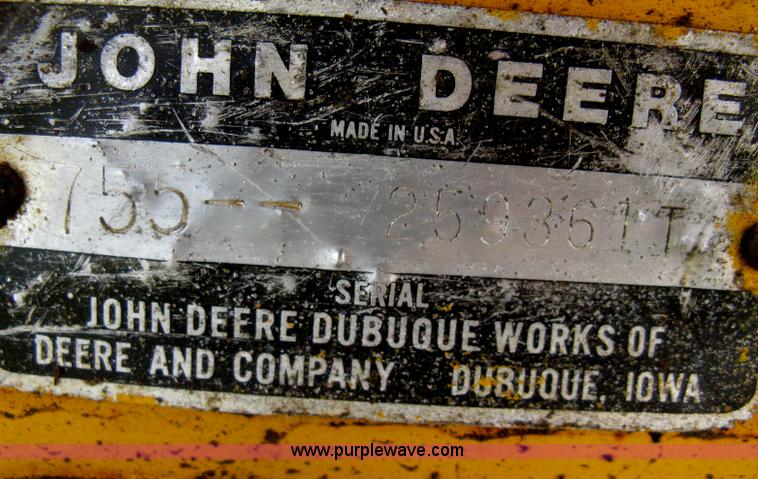 JOHN DEERE
MADE IN U.S.A.
755-- 259361T
SERIAL
JOHN DEERE DUBUQUE WORKS OF
DEERE AND COMPANY DUBUQUE, IOWA
www.purplewave.com